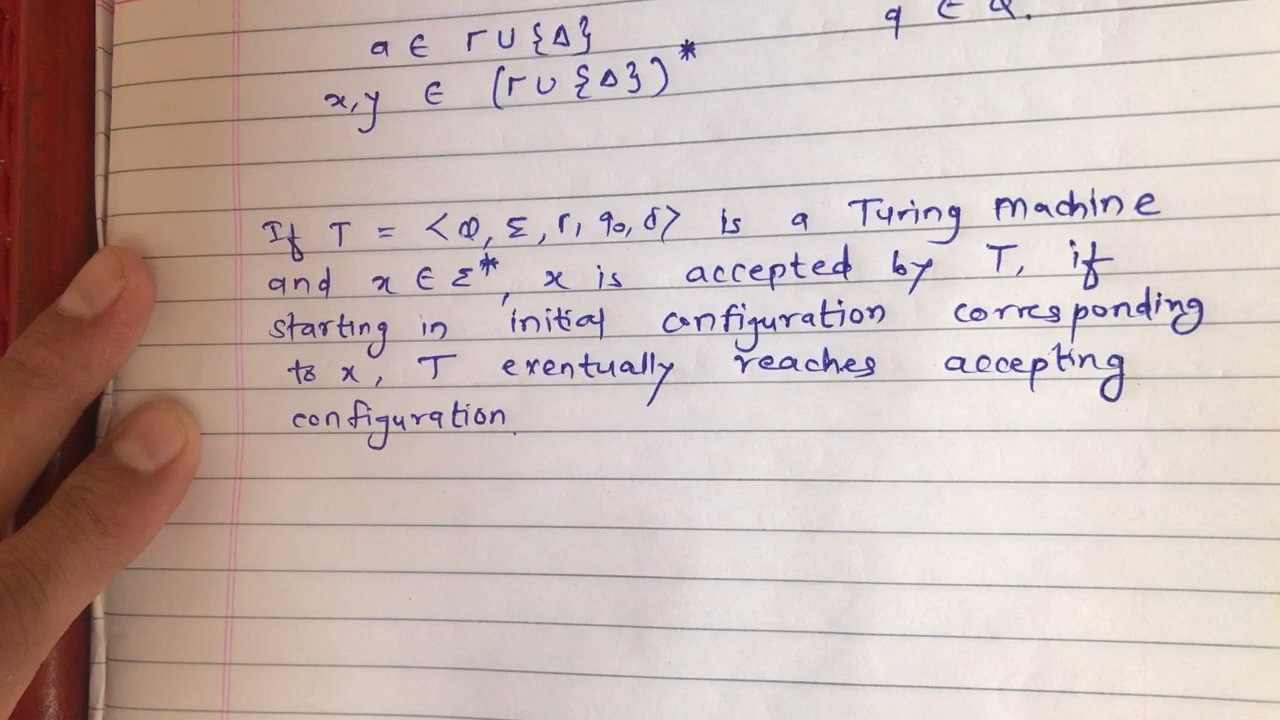 a ∈ Γ ∪ {Δ}
q ∈ Q.
x, y ∈ (Γ ∪ {Δ})*
If T = <Q, Σ, Γ, q0, δ> is a Turing Machine
and x ∈ Σ*, x is accepted by T, if
starting in initial configuration corresponding
to x, T eventually reaches accepting
configuration.